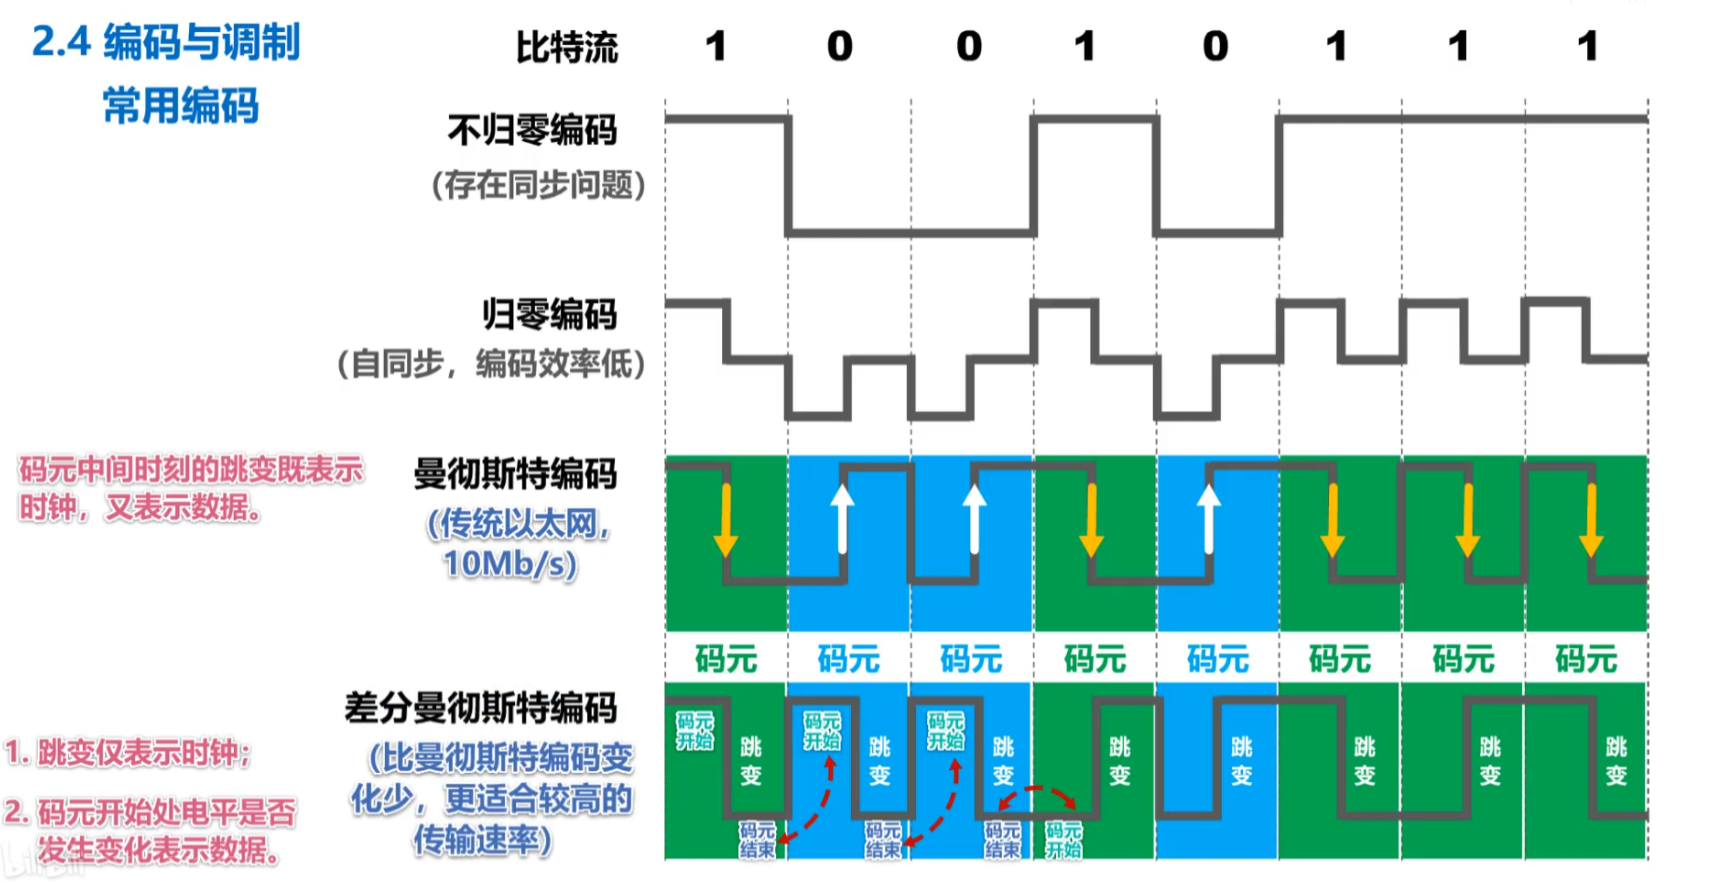 2.4 编码与调制
常用编码
比特流 1 0 0 1 0 1 1 1
不归零编码
（存在同步问题）
归零编码
（自同步，编码效率低）
码元中间时刻的跳变既表示
时钟，又表示数据。
曼彻斯特编码
（传统以太网，
10Mb/s）
码元 码元 码元 码元 码元 码元 码元 码元
差分曼彻斯特编码
（比曼彻斯特编码变
化少，更适合较高的
传输速率）
1. 跳变仅表示时钟；
2. 码元开始处电平是否
发生变化表示数据。
码元
开始
码元
开始
码元
开始
跳
变
跳
变
跳
变
跳
变
跳
变
跳
变
跳
变
跳
变
码元
结束
码元
结束
码元
结束
码元
开始
bilibili